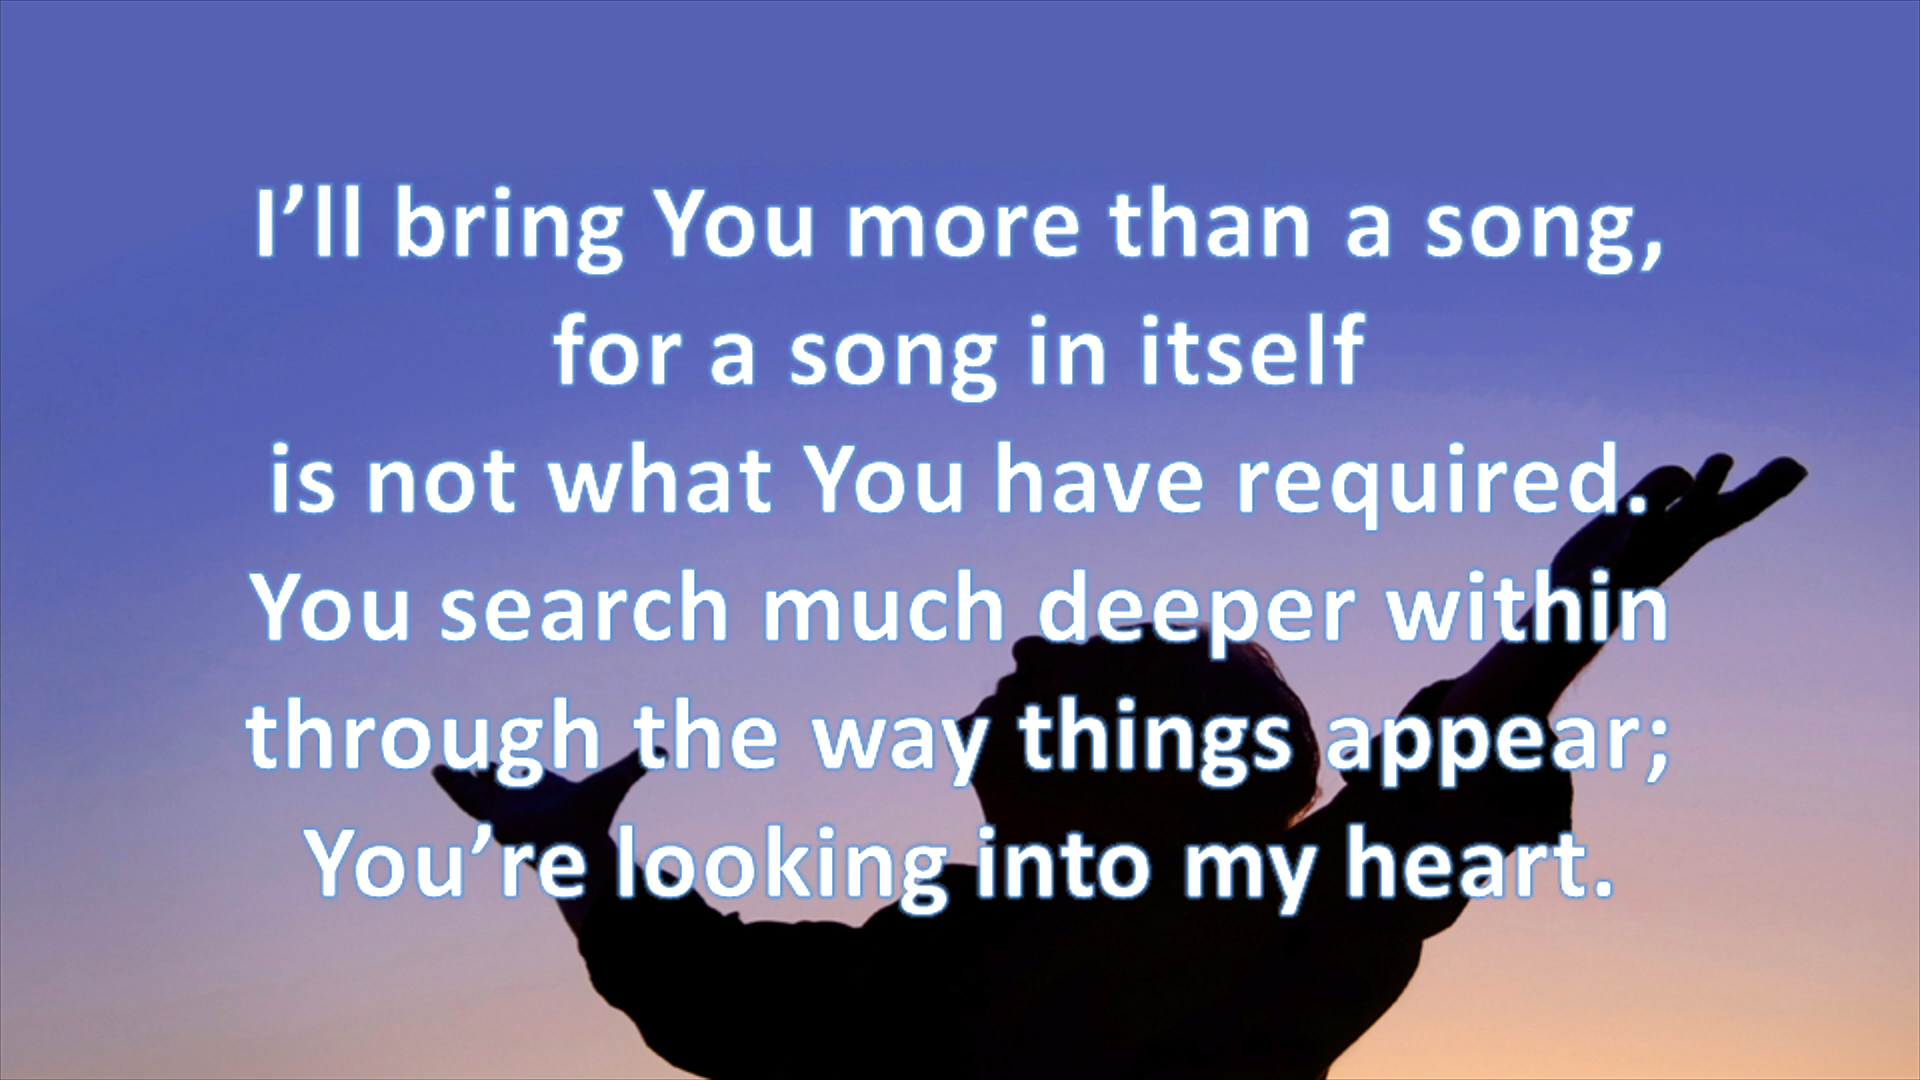 I’ll bring You more than a song,
for a song in itself
is not what You have required.
You search much deeper within
through the way things appear;
You’re looking into my heart.